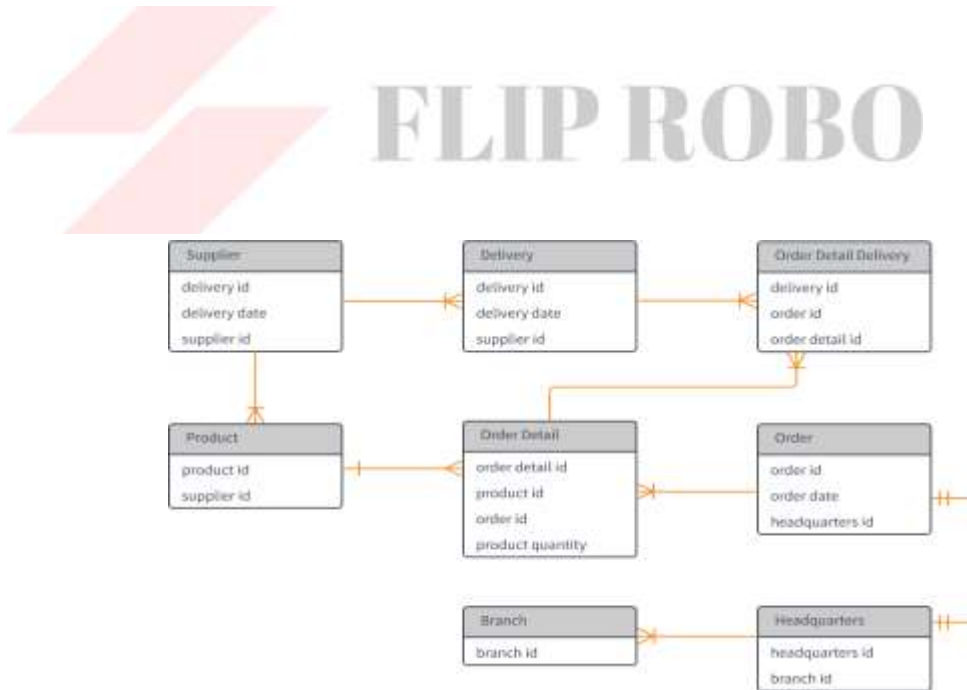 FLIP ROBO
Supplier
delivery id
delivery date
supplier id
Delivery
delivery id
delivery date
supplier id
Order Detail Delivery
delivery id
order id
order detail id
Product
product id
supplier id
Order Detail
order detail id
product id
order id
product quantity
Order
order id
order date
headquarters id
Branch
branch id
Headquarters
headquarters id
branch id